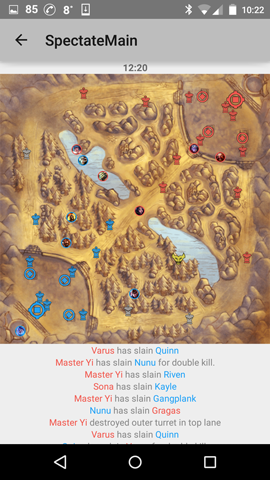 85 8° 10:22
SpectateMain
12:20
Varus has slain Quinn
Master Yi has slain Nunu for double kill.
Master Yi has slain Riven
Sona has slain Kayle
Master Yi has slain Gangplank
Nunu has slain Gragas
Master Yi destroyed outer turret in top lane
Varus has slain Quinn